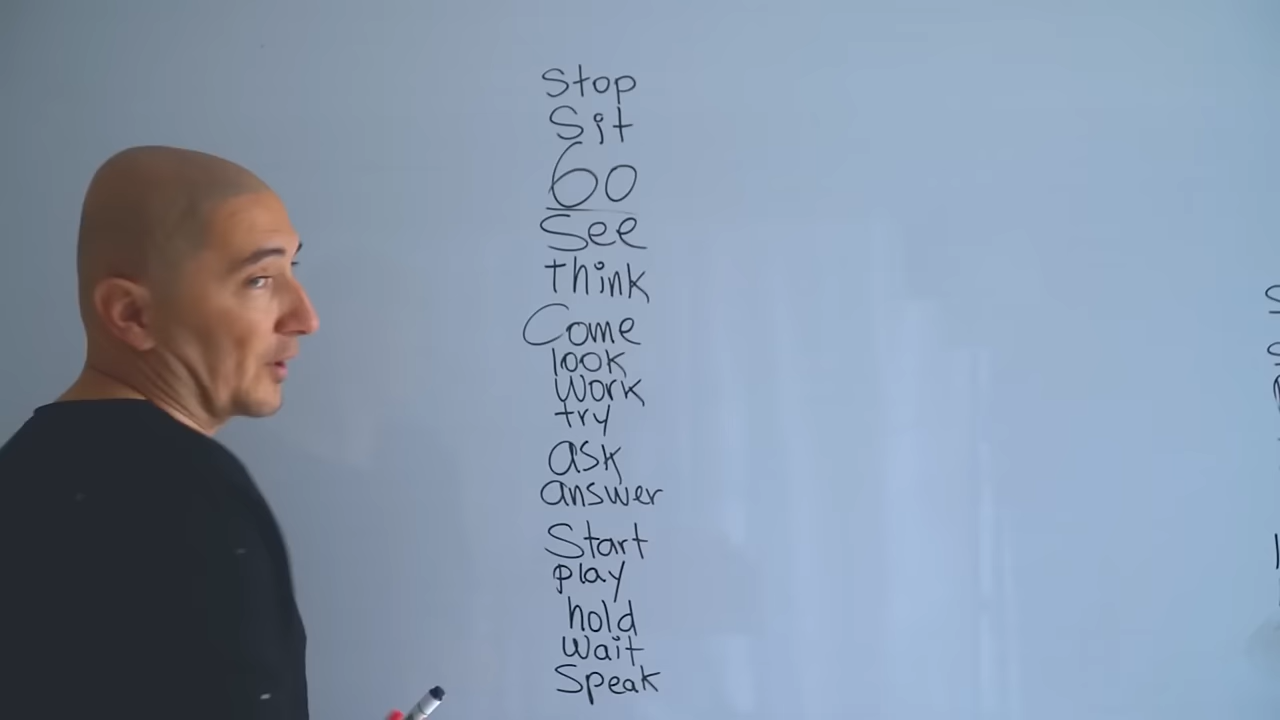 Stop
Sit
Go
See
think
Come
look
Work
try
ask
answer
Start
play
hold
wait
Speak